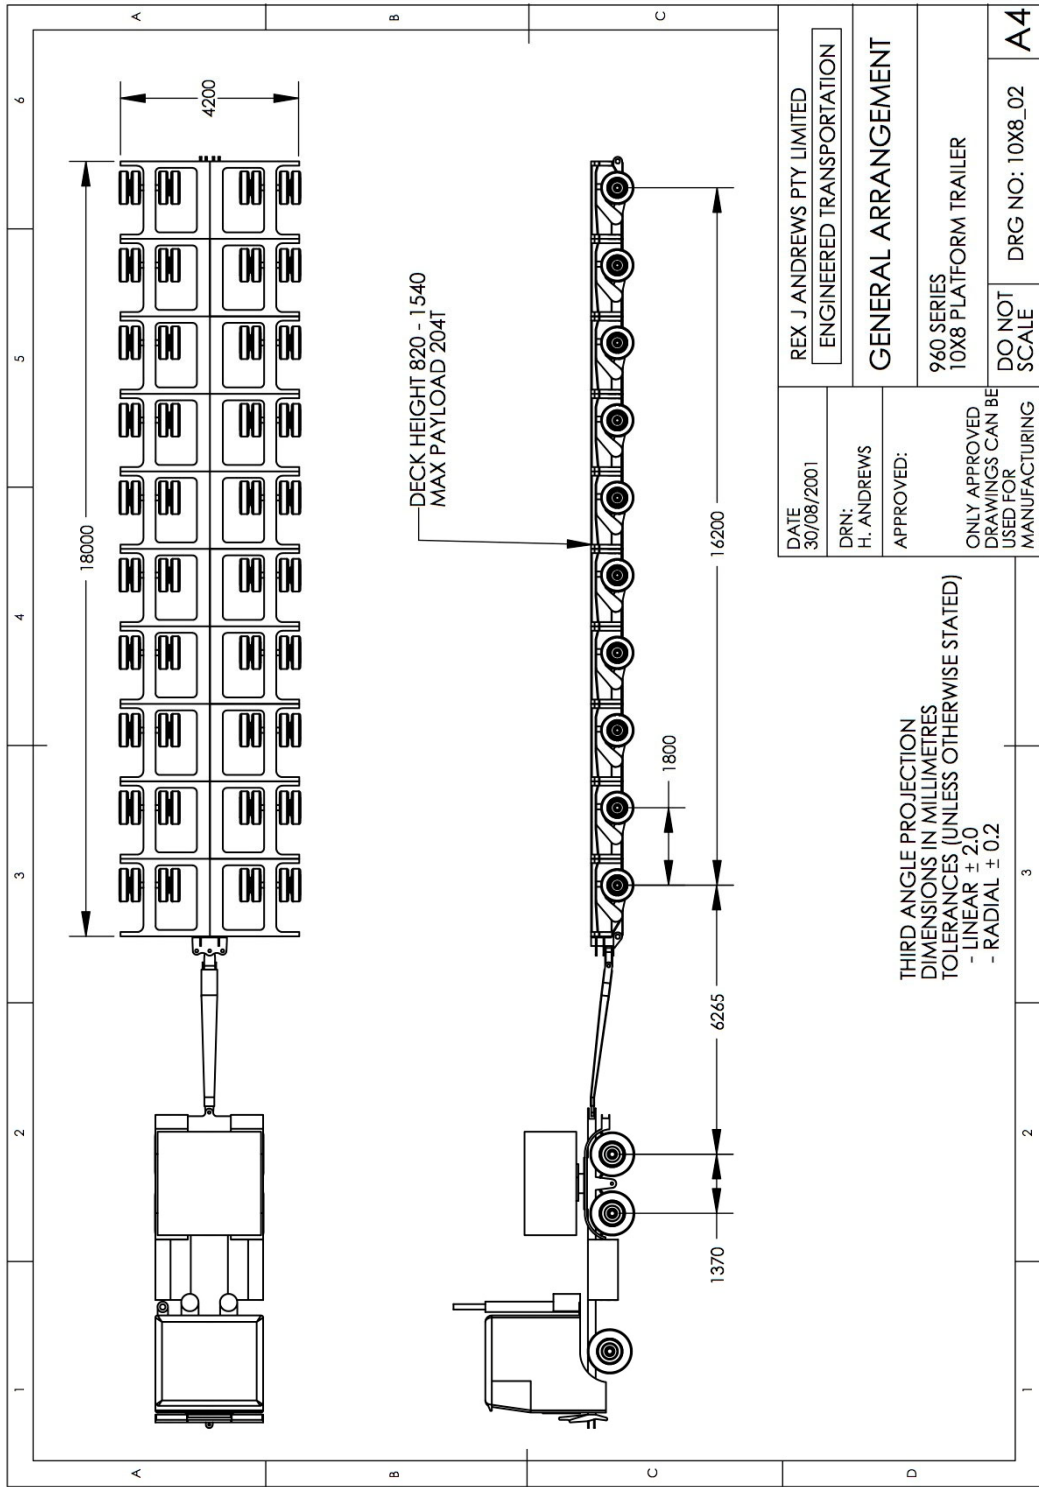 1
2
3
4
5
6
A
A
B
B
C
C
D
1
2
3
18000
4200
DECK HEIGHT 820 - 1540
MAX PAYLOAD 204T
1370
6265
1800
16200
THIRD ANGLE PROJECTION
DIMENSIONS IN MILLIMETRES
TOLERANCES (UNLESS OTHERWISE STATED)
- LINEAR ± 2.0
- RADIAL ± 0.2
DATE
30/08/2001
DRN:
H. ANDREWS
APPROVED:
ONLY APPROVED
DRAWINGS CAN BE
USED FOR
MANUFACTURING
REX J ANDREWS PTY LIMITED
ENGINEERED TRANSPORTATION
GENERAL ARRANGEMENT
960 SERIES
10X8 PLATFORM TRAILER
DO NOT
SCALE
DRG NO: 10X8_02
A4